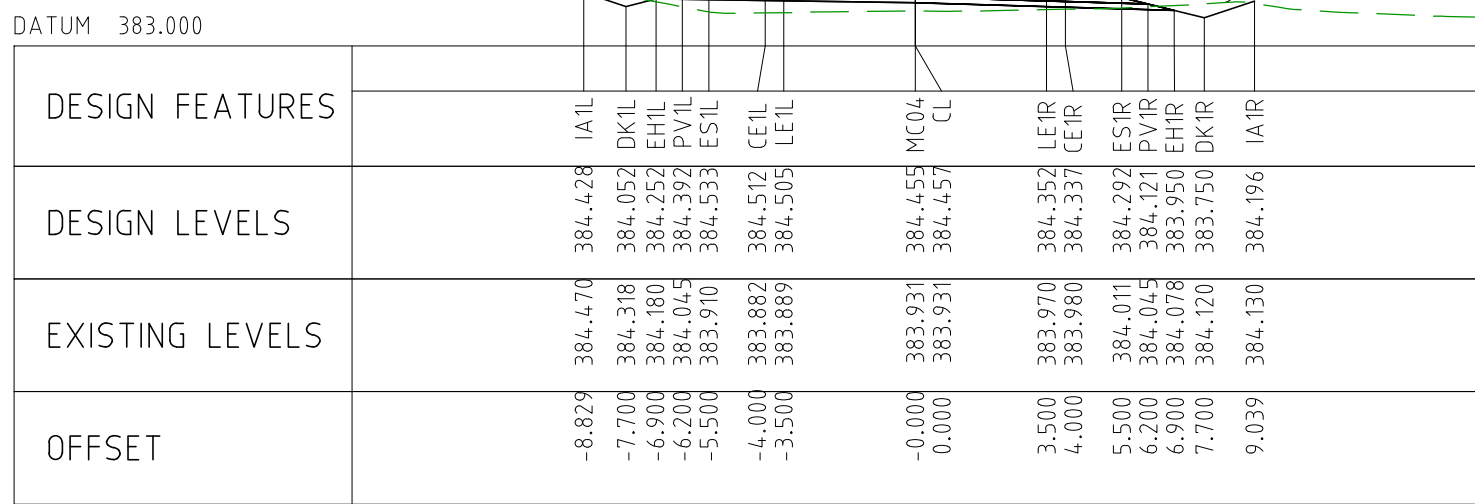 DATUM 383.000
DESIGN FEATURES
IA1L
DK1L
EH1L
PV1L
ES1L
CE1L
LE1L
MC04
CL
LE1R
CE1R
ES1R
PV1R
EH1R
DK1R
IA1R
DESIGN LEVELS
384.428
384.052
384.252
384.392
384.533
384.512
384.505
384.455
384.457
384.352
384.337
384.292
384.121
383.950
383.750
384.196
EXISTING LEVELS
384.470
384.318
384.180
384.045
383.910
383.882
383.889
383.931
383.931
383.970
383.980
384.011
384.045
384.078
384.120
384.130
OFFSET
-8.829
-7.700
-6.900
-6.200
-5.500
-4.000
-3.500
-0.000
0.000
3.500
4.000
5.500
6.200
6.900
7.700
9.039